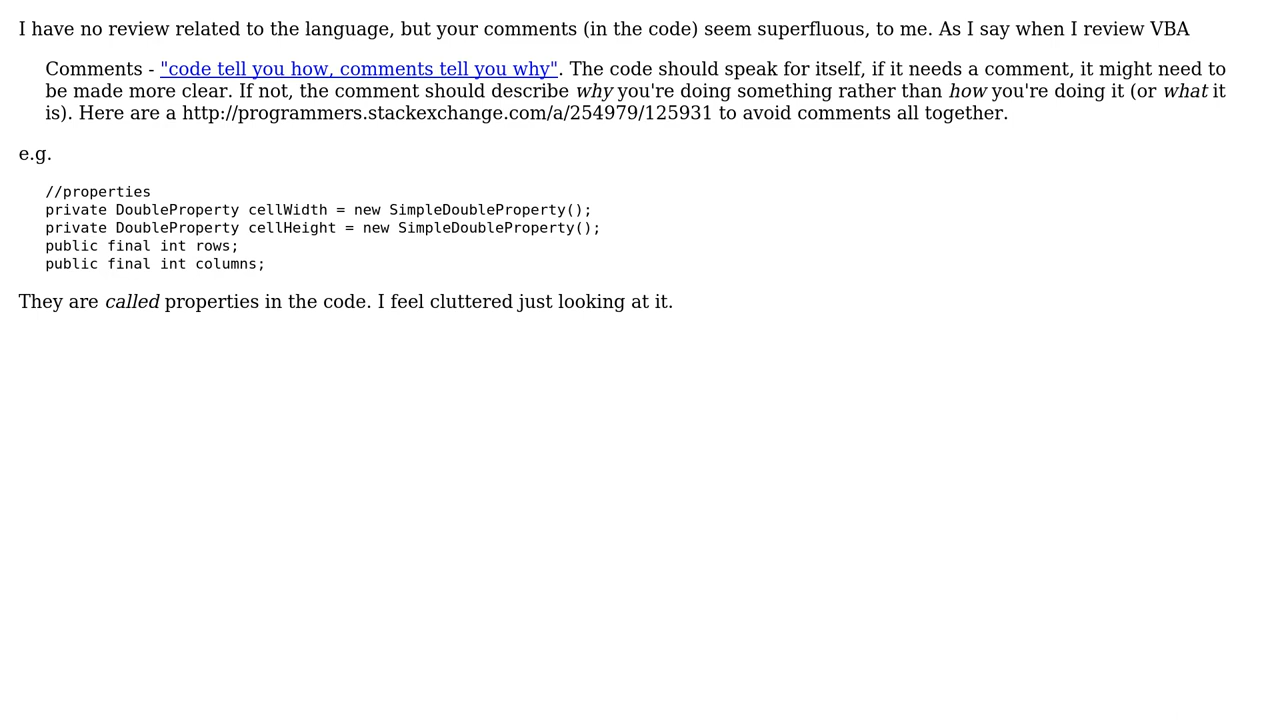 I have no review related to the language, but your comments (in the code) seem superfluous, to me. As I say when I review VBA
Comments - "code tell you how, comments tell you why". The code should speak for itself, if it needs a comment, it might need to
be made more clear. If not, the comment should describe why you're doing something rather than how you're doing it (or what it
is). Here are a http://programmers.stackexchange.com/a/254979/125931 to avoid comments all together.
e.g.
//properties
private DoubleProperty cellWidth = new SimpleDoubleProperty();
private DoubleProperty cellHeight = new SimpleDoubleProperty();
public final int rows;
public final int columns;
They are called properties in the code. I feel cluttered just looking at it.